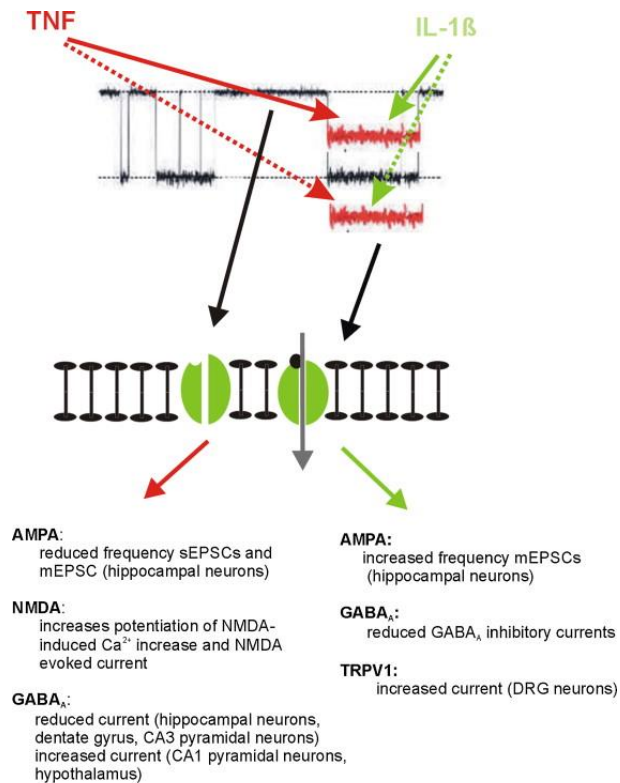 TNF
IL-1ß
AMPA:
reduced frequency sEPSCs and
mEPSC (hippocampal neurons)
NMDA:
increases potentiation of NMDA-
induced Ca²⁺ increase and NMDA
evoked current
GABAA:
reduced current (hippocampal neurons,
dentate gyrus, CA3 pyramidal neurons)
increased current (CA1 pyramidal neurons,
hypothalamus)
AMPA:
increased frequency mEPSCs
(hippocampal neurons)
GABAA:
reduced GABAA inhibitory currents
TRPV1:
increased current (DRG neurons)